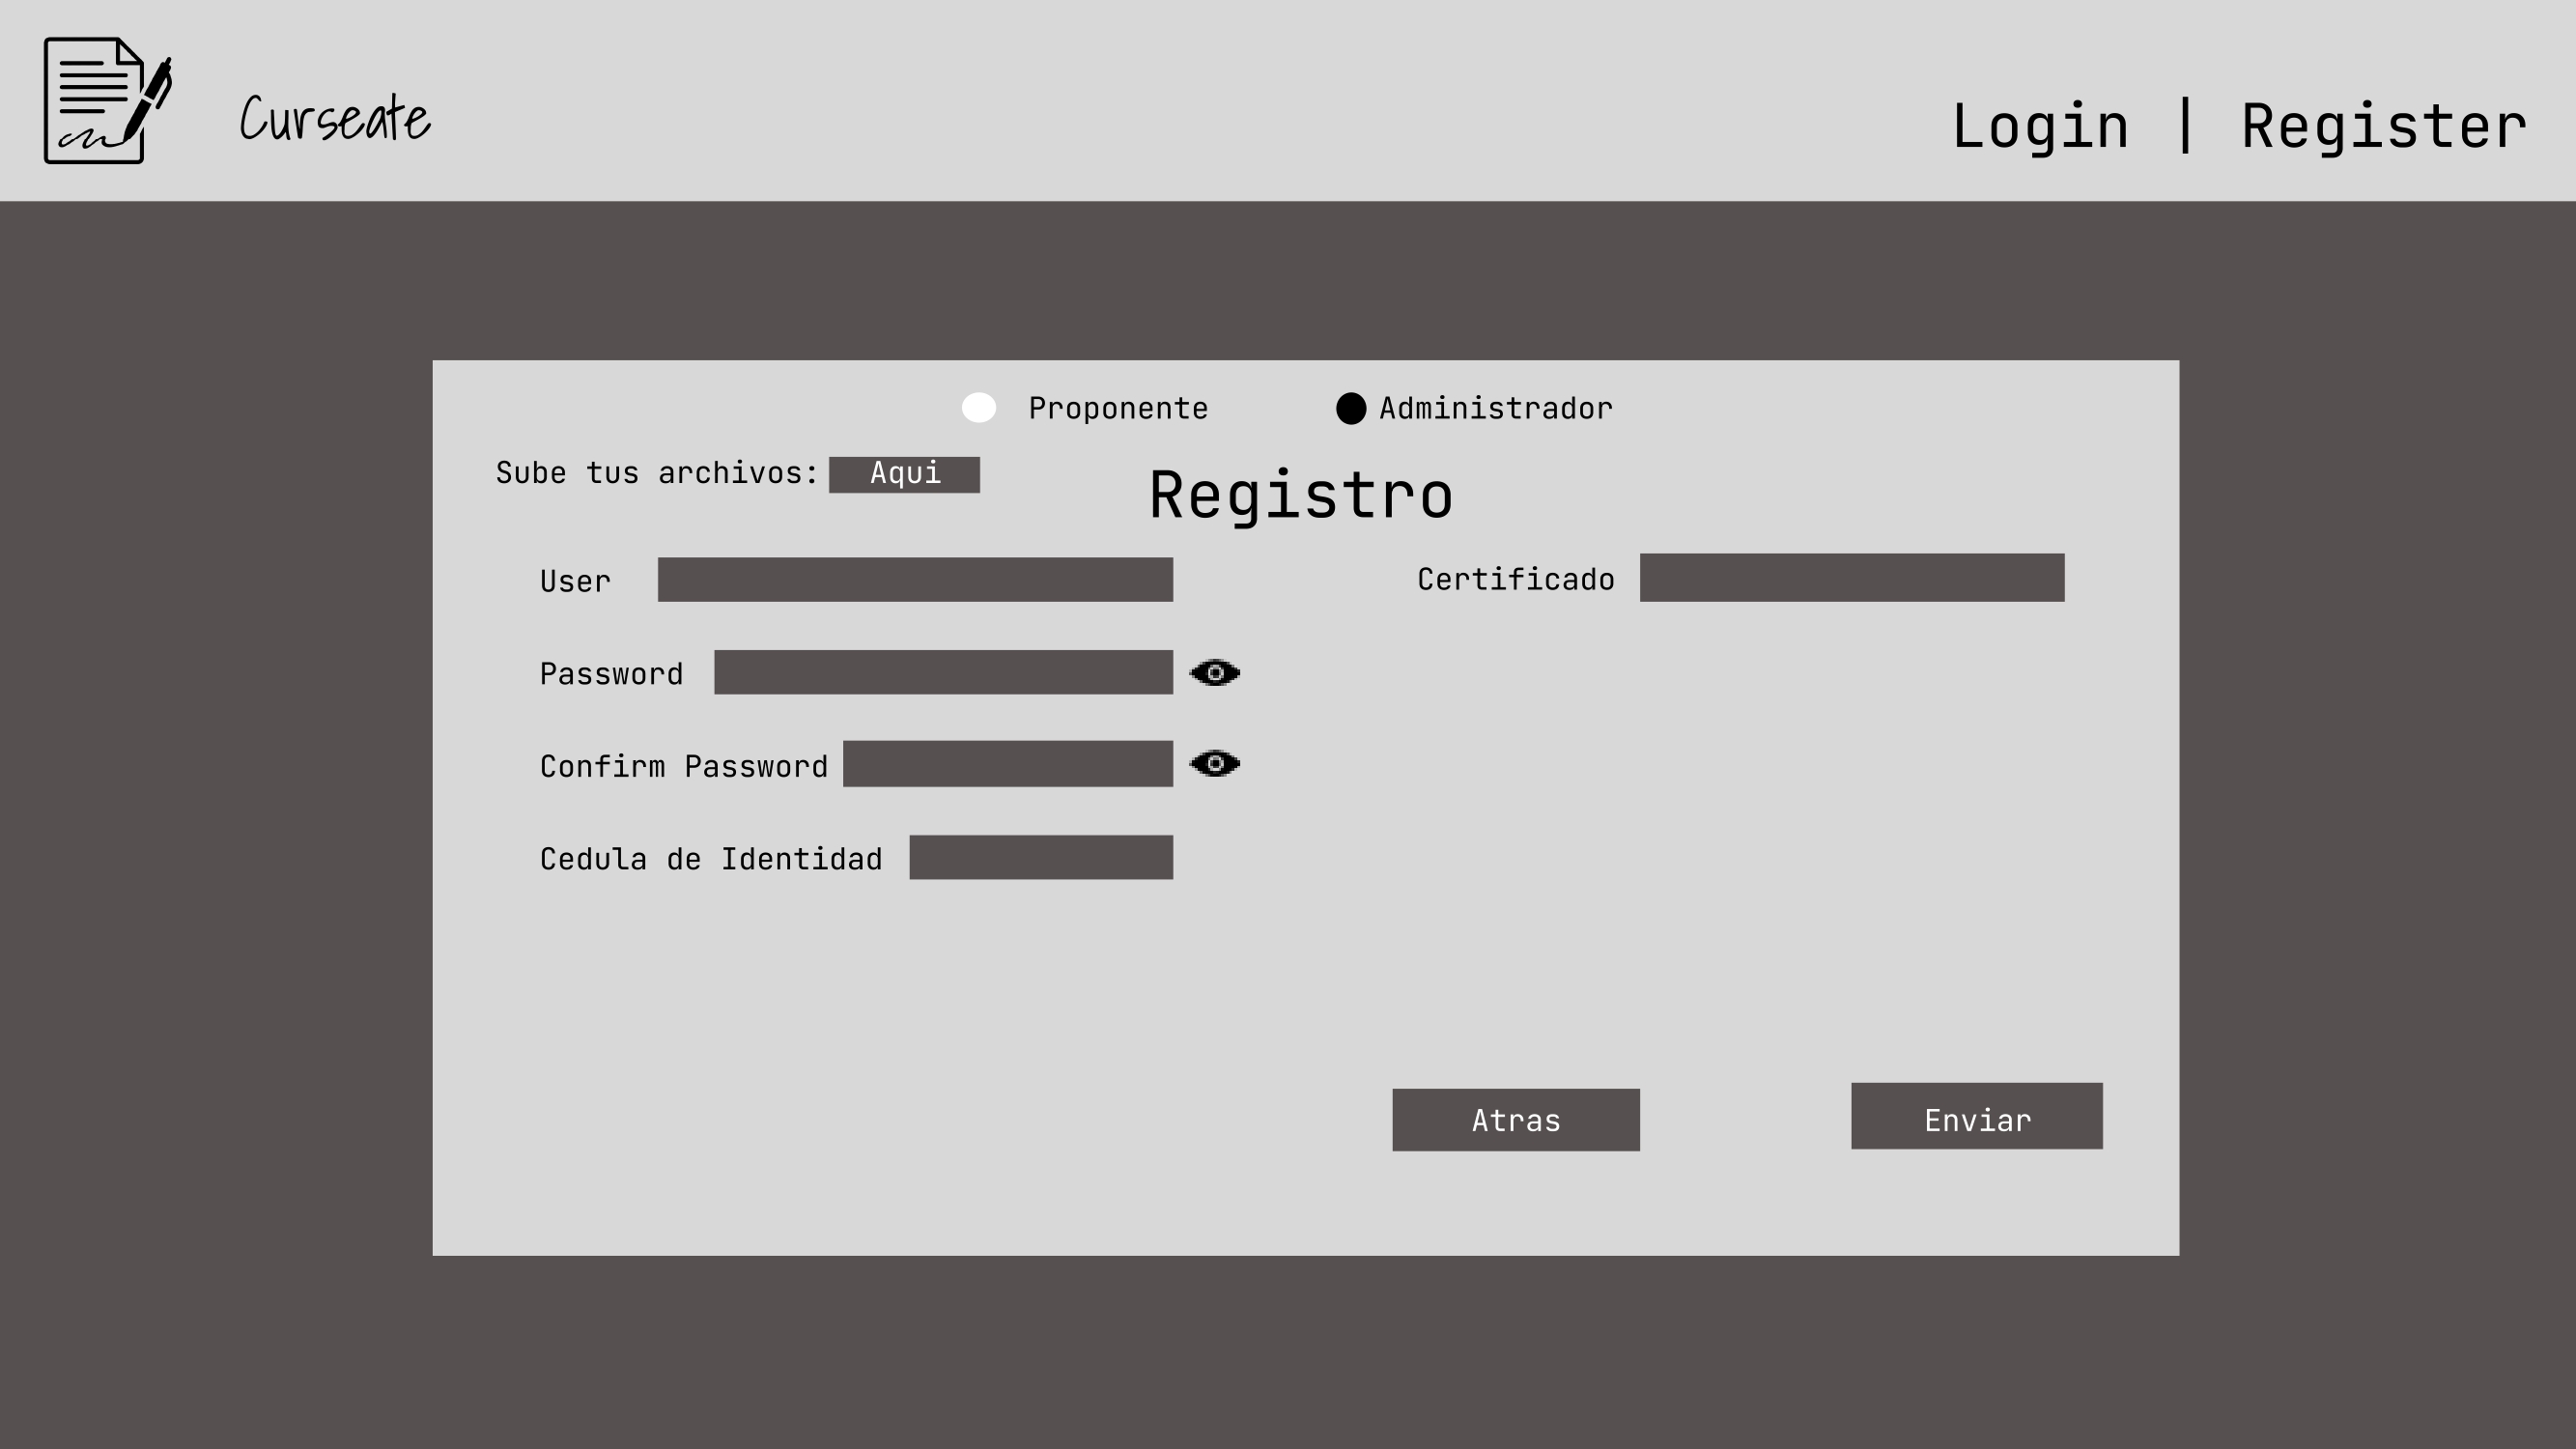 Curseate
Login | Register
Proponente
Administrador
Sube tus archivos: Aqui
Registro
User
Certificado
Password
Confirm Password
Cedula de Identidad
Atras
Enviar